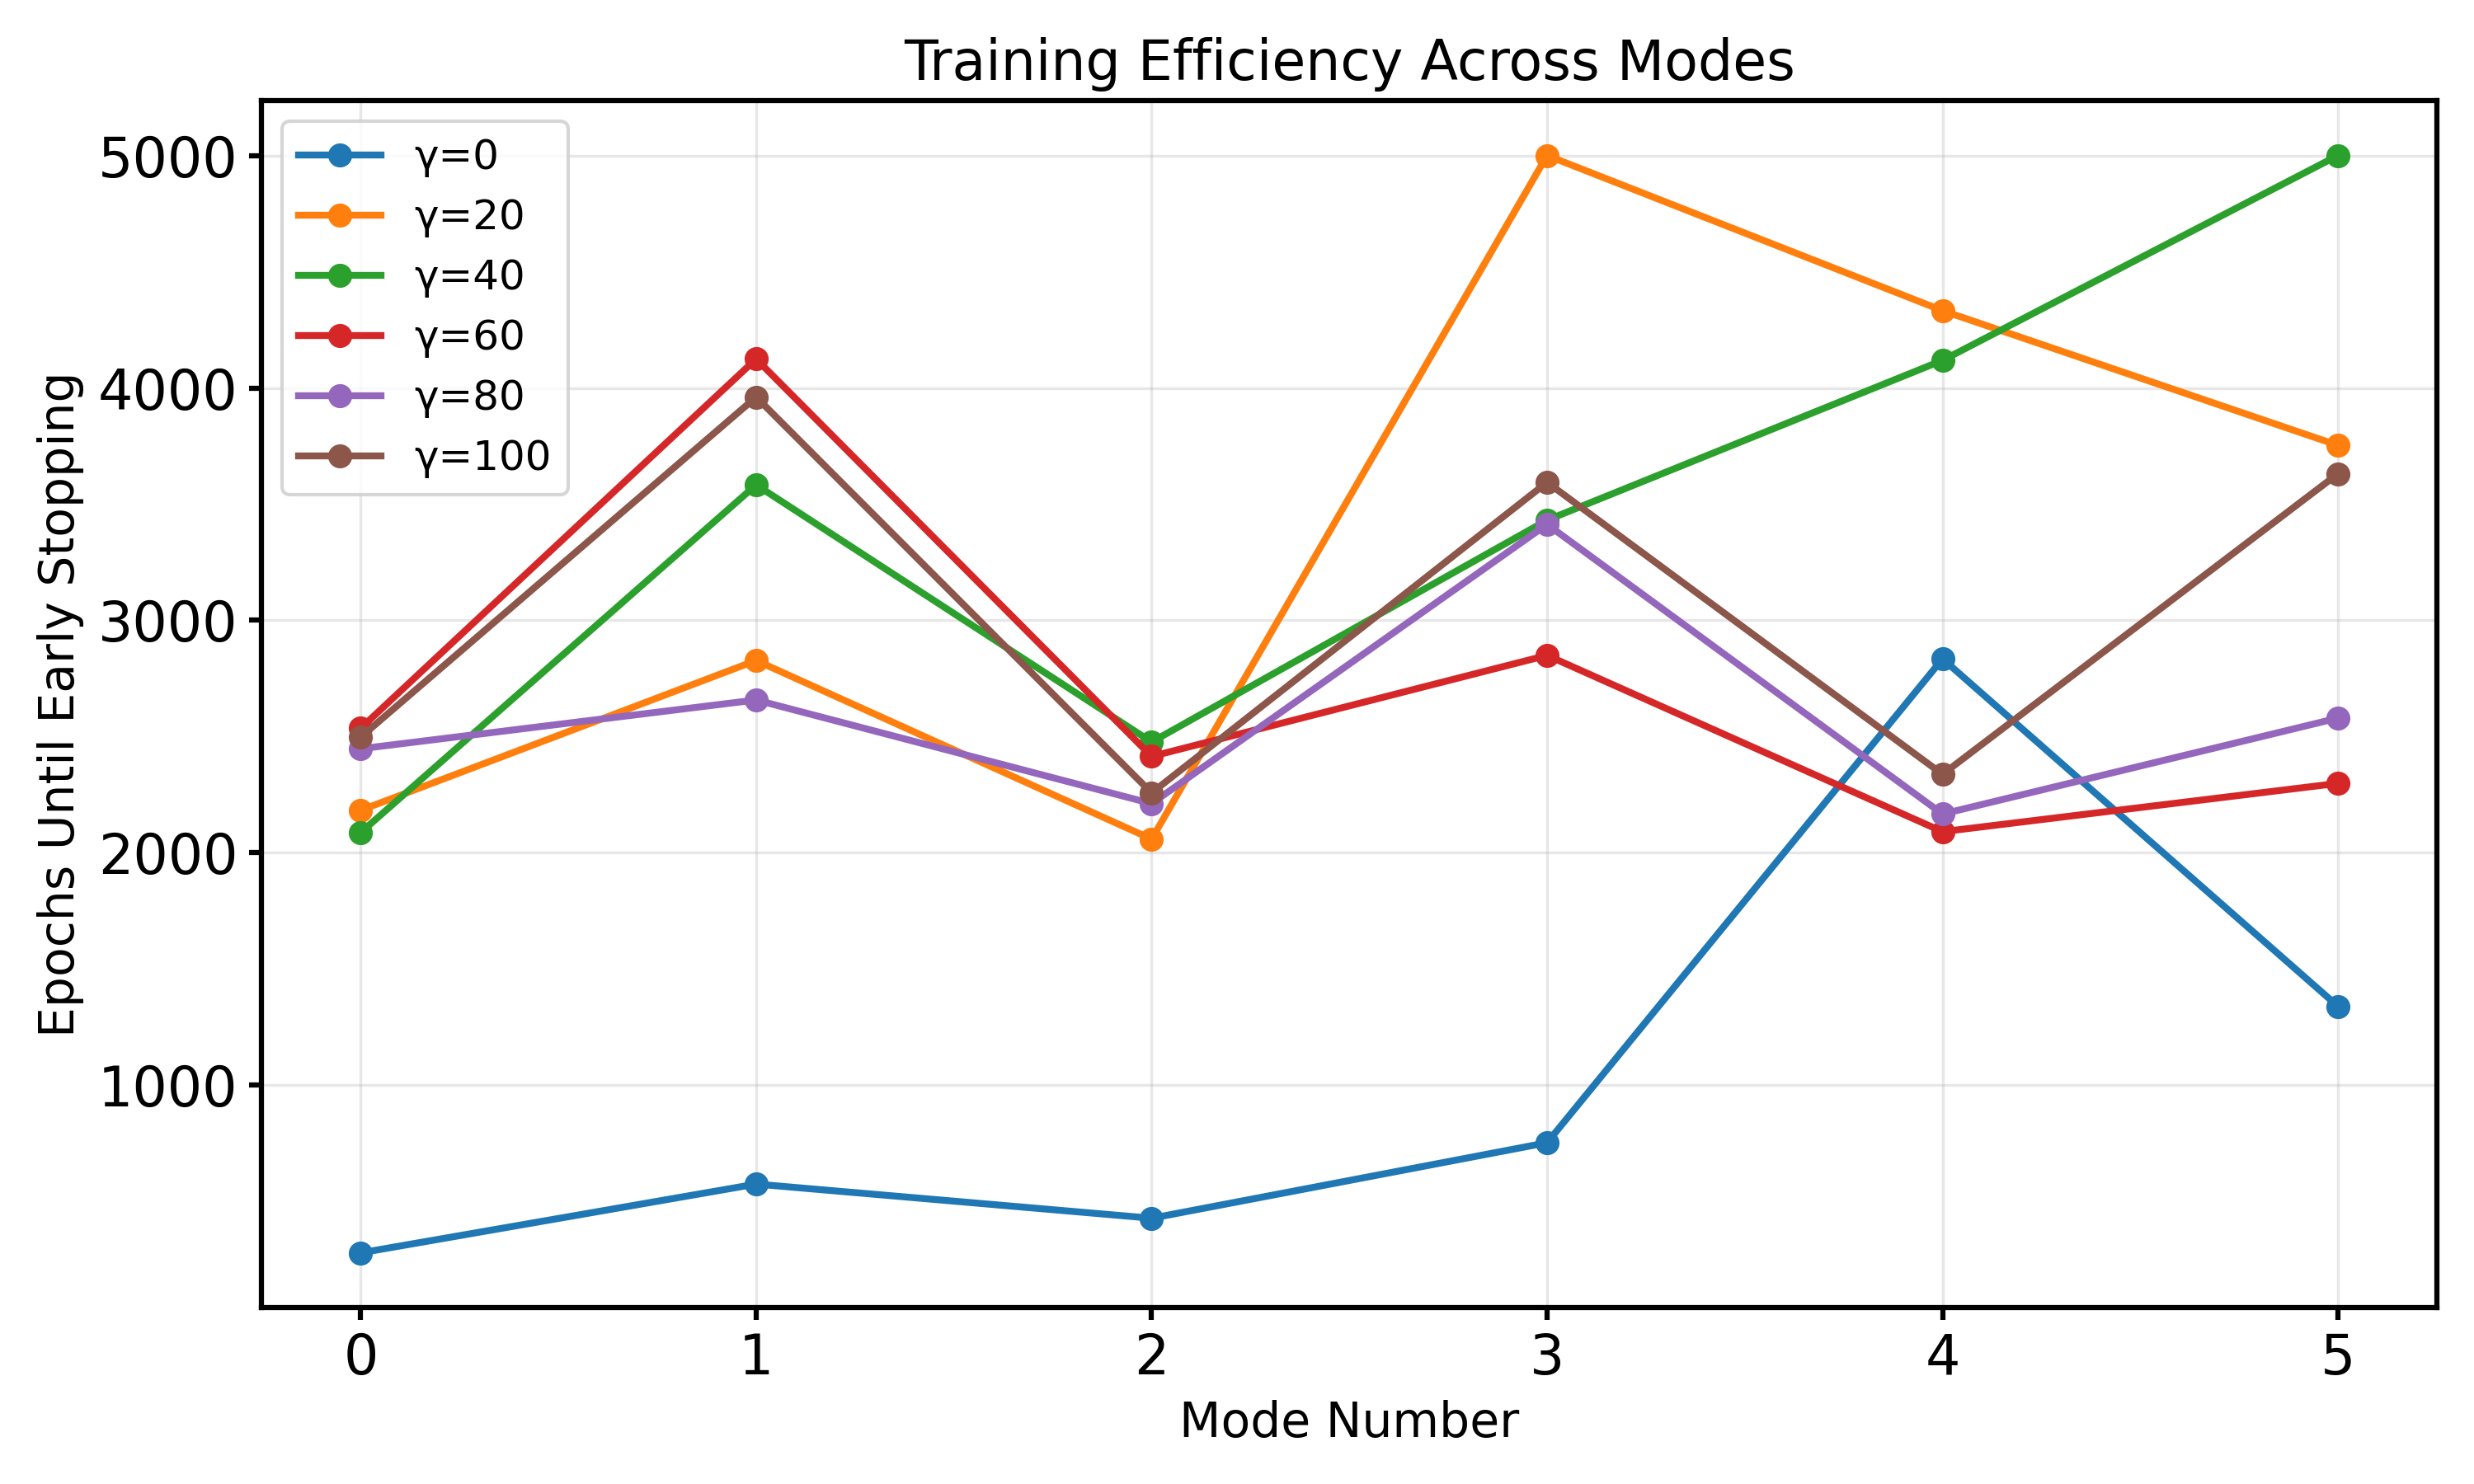 Training Efficiency Across Modes
γ=0
γ=20
γ=40
γ=60
γ=80
γ=100
Epochs Until Early Stopping
5000
4000
3000
2000
1000
0 1 2 3 4 5
Mode Number